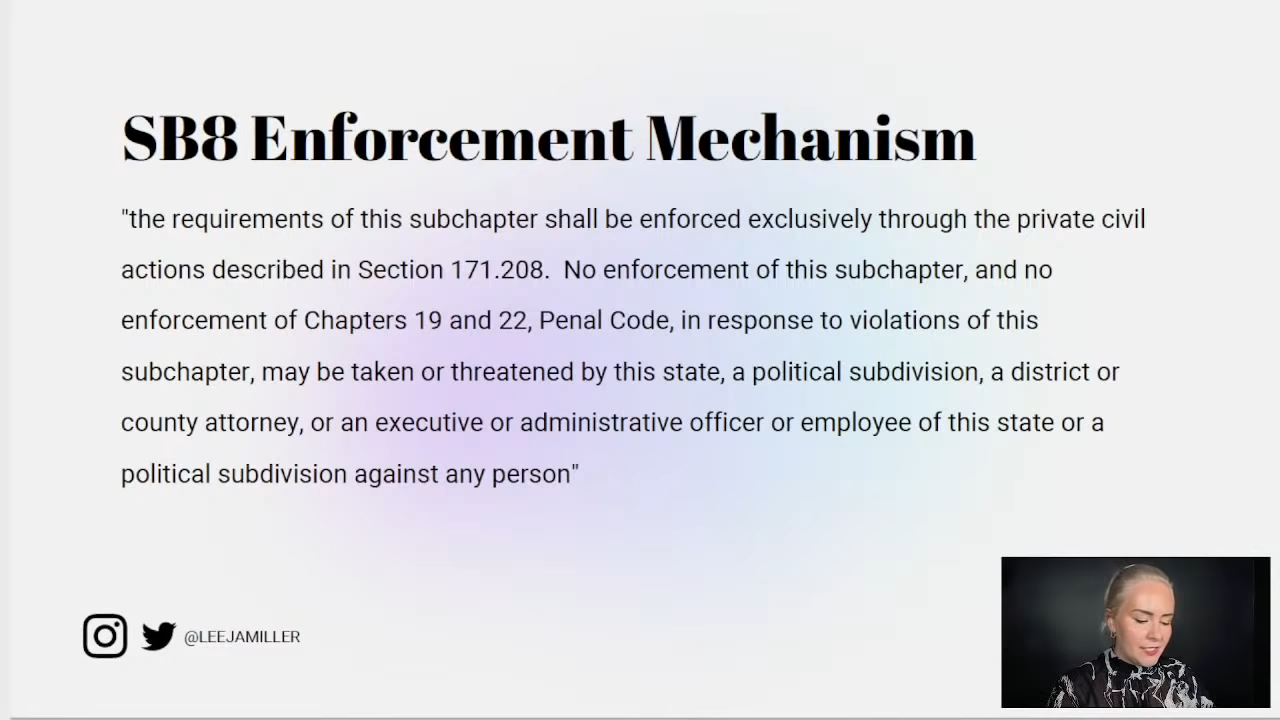 SB8 Enforcement Mechanism
"the requirements of this subchapter shall be enforced exclusively through the private civil
actions described in Section 171.208.  No enforcement of this subchapter, and no
enforcement of Chapters 19 and 22, Penal Code, in response to violations of this
subchapter, may be taken or threatened by this state, a political subdivision, a district or
county attorney, or an executive or administrative officer or employee of this state or a
political subdivision against any person"
@LEEJAMILLER